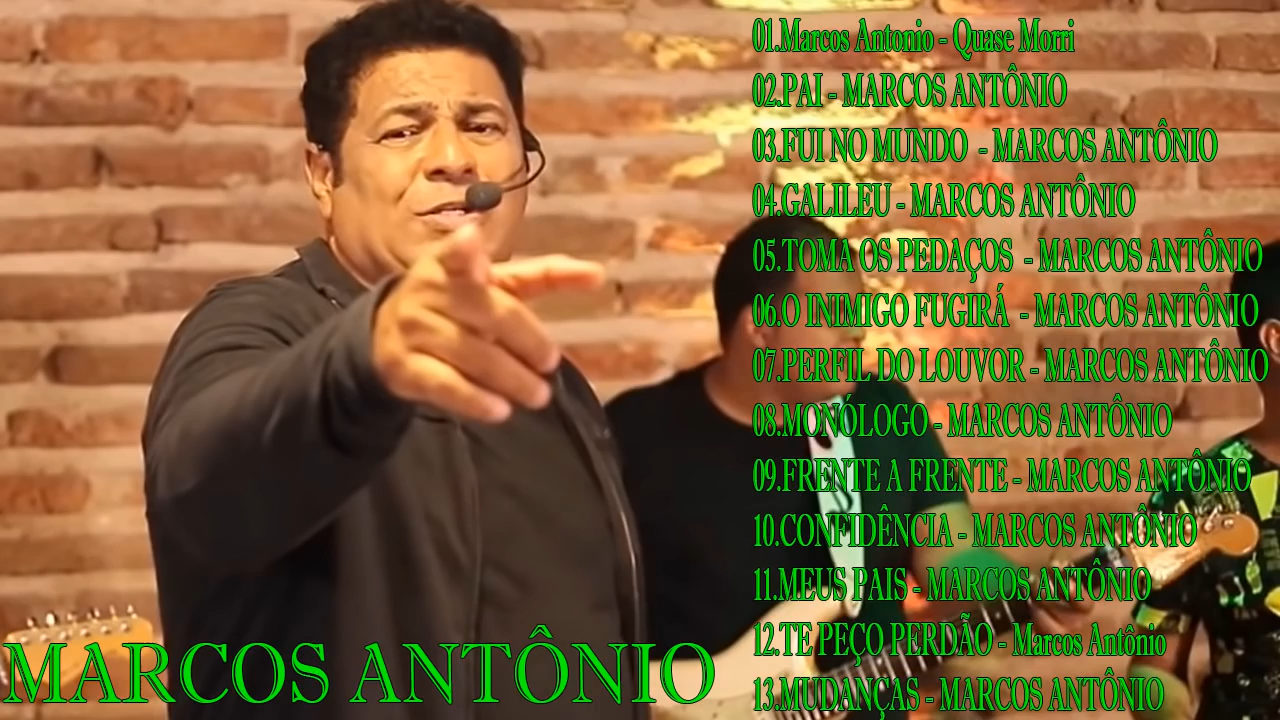 01.Marcos Antonio - Quase Morri
02.PAI - MARCOS ANTÔNIO
03.FUI NO MUNDO - MARCOS ANTÔNIO
04.GALILEU - MARCOS ANTÔNIO
05.TOMA OS PEDAÇOS - MARCOS ANTÔNIO
06.O INIMIGO FUGIRÁ - MARCOS ANTÔNIO
07.PERFIL DO LOUVOR - MARCOS ANTÔNIO
08.MONÓLOGO - MARCOS ANTÔNIO
09.FRENTE A FRENTE - MARCOS ANTÔNIO
10.CONFIDÊNCIA - MARCOS ANTÔNIO
11.MEUS PAIS - MARCOS ANTÔNIO
12.TE PEÇO PERDÃO - Marcos Antônio
13.MUDANÇAS - MARCOS ANTÔNIO
MARCOS ANTÔNIO